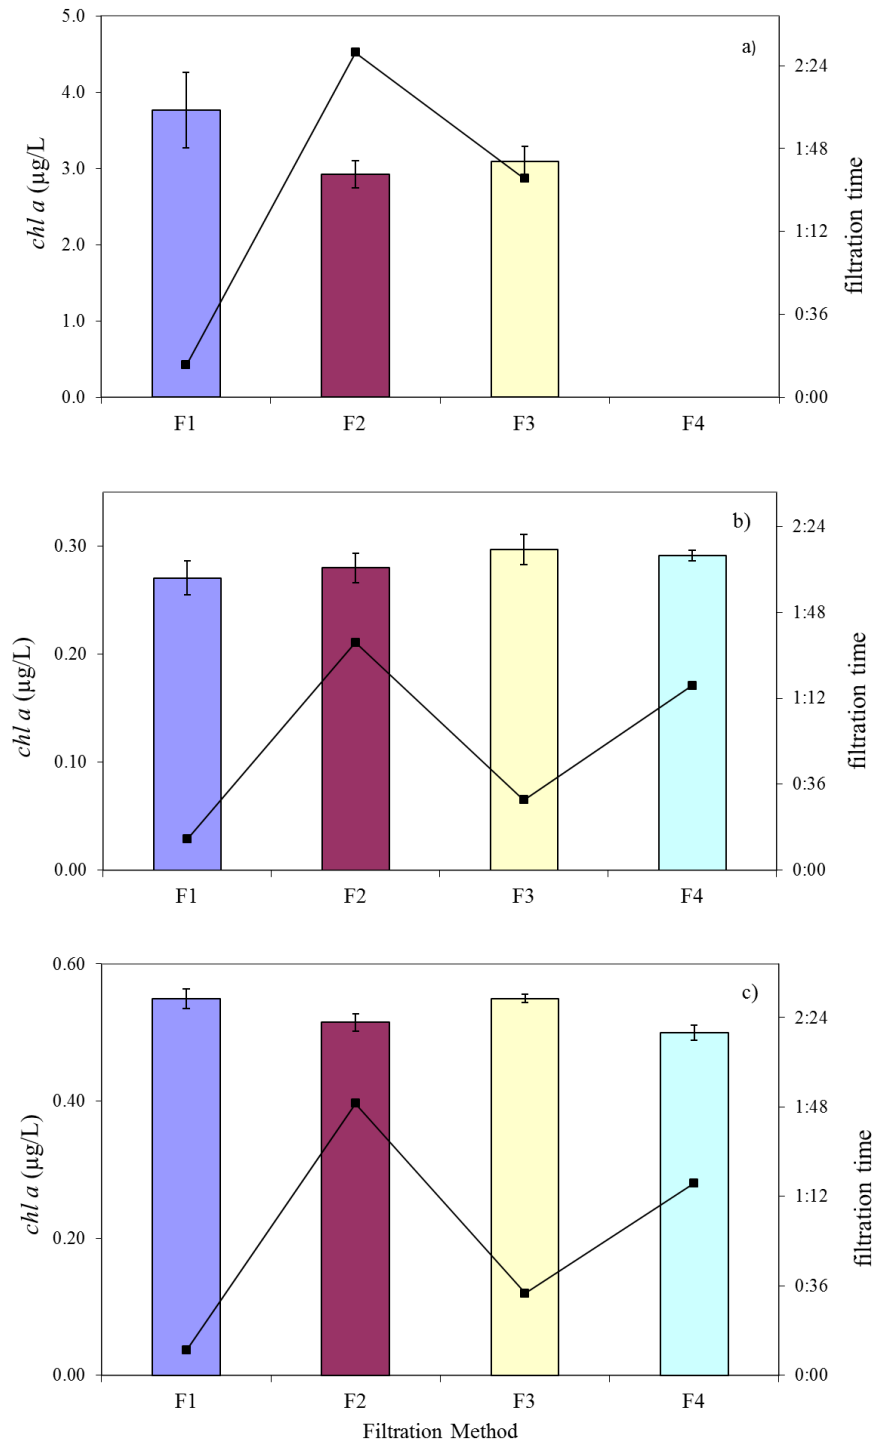 5.0
4.0
3.0
2.0
1.0
0.0
chl a (µg/L
a)
2:24
1:48
1:12
0:36
0:00
filtration time
F1 F2 F3 F4
0.30
0.20
0.10
0.00
chl a (µg/L)
b)
2:24
1:48
1:12
0:36
0:00
filtration time
F1 F2 F3 F4
0.60
0.40
0.20
0.00
chl a (µg/L)
c)
2:24
1:48
1:12
0:36
0:00
filtration time
F1 F2 F3 F4
Filtration Method